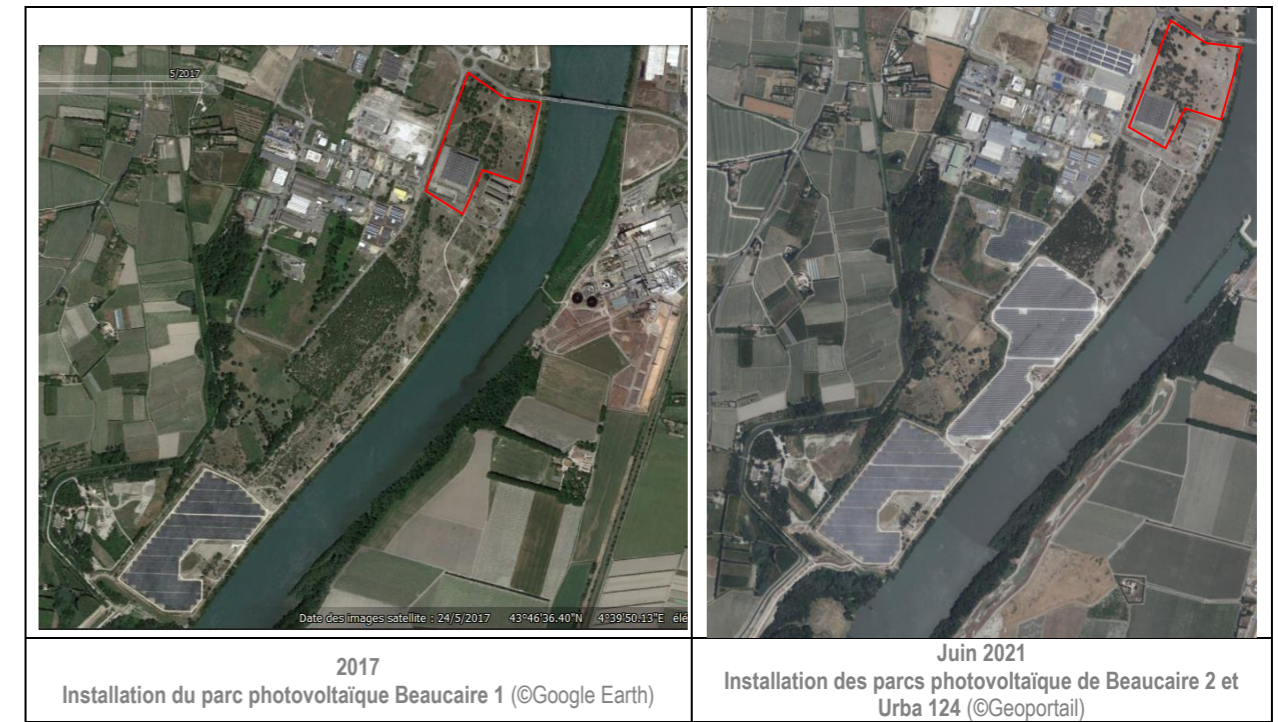 5/2017
Date des images satellite : 24/5/2017 43°46'36.40"N 4°39'50.13"E élé
2017
Installation du parc photovoltaïque Beaucaire 1 (©Google Earth)
Juin 2021
Installation des parcs photovoltaïque de Beaucaire 2 et
Urba 124 (©Geoportail)